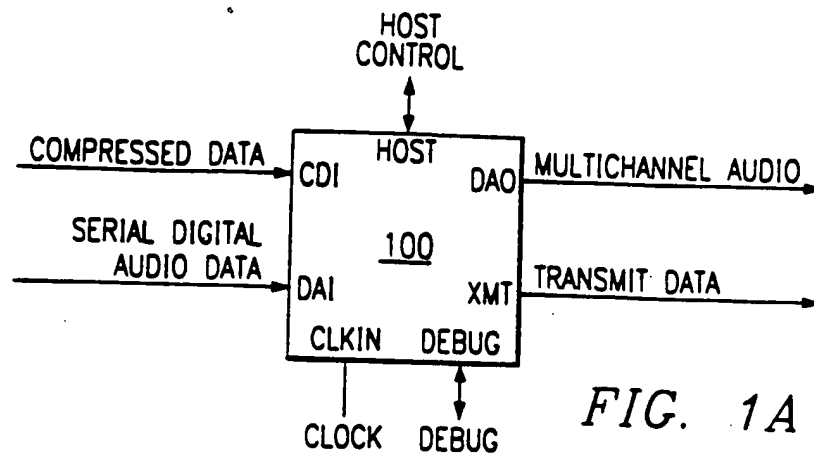 HOST
CONTROL
COMPRESSED DATA
HOST
CDI
DAO
MULTICHANNEL AUDIO
SERIAL DIGITAL
AUDIO DATA
100
DAI
XMT
TRANSMIT DATA
CLKIN
DEBUG
CLOCK
DEBUG
FIG. 1A